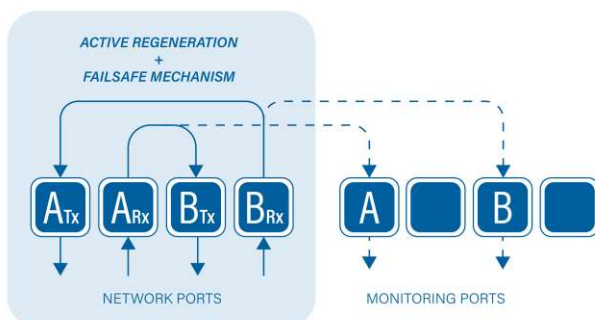 ACTIVE REGENERATION
+
FAILSAFE MECHANISM
ATx ARx BTx BRx A B
NETWORK PORTS MONITORING PORTS